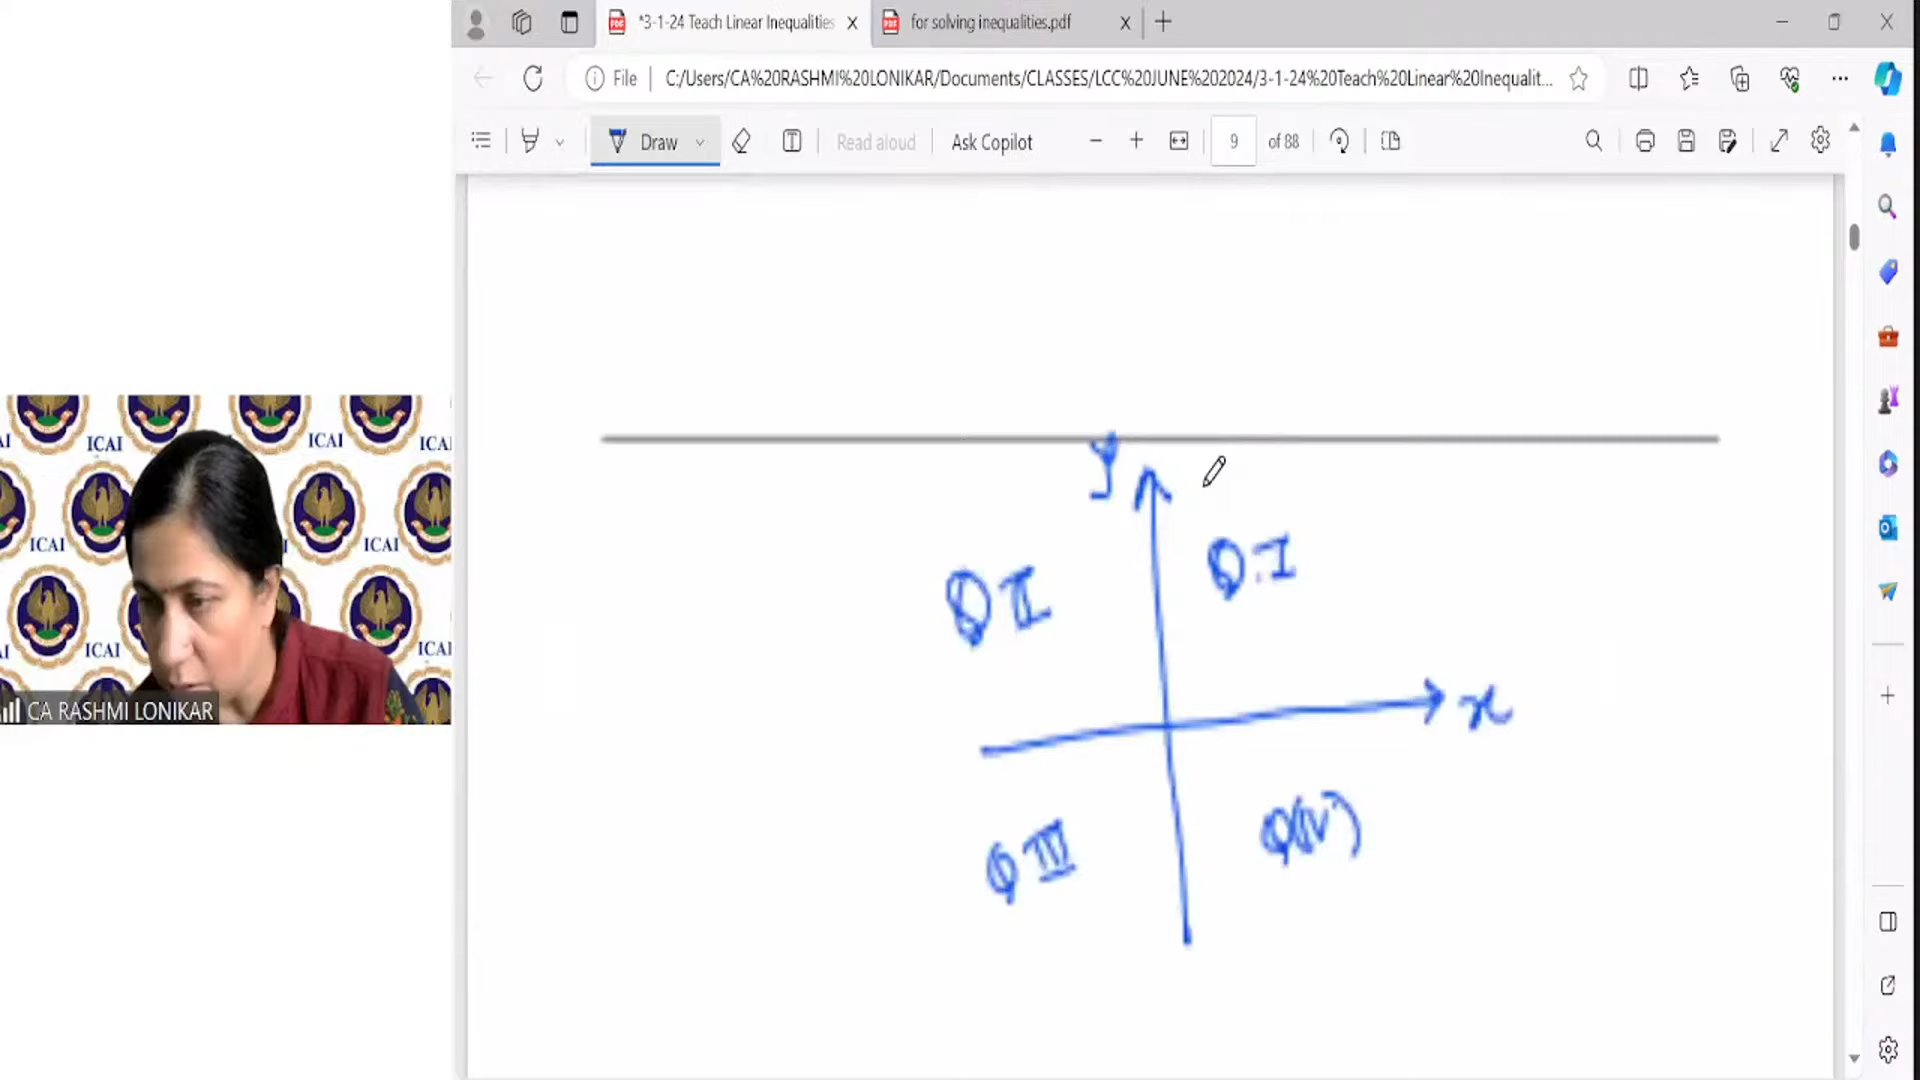 *3-1-24 Teach Linear Inequalities
for solving inequalities.pdf
File
C:/Users/CA%20RASHMI%20LONIKAR/Documents/CLASSES/LCC%20JUNE%202024/3-1-24%20Teach%20Linear%20Inequalit...
Draw
Read aloud
Ask Copilot
9
of 88
y
Q.I
Q II
x
Q(IV)
Q III
ICAI
ICAI
ICAI
ICAI
ICAI
ICAI
ICAI
CA RASHMI LONIKAR